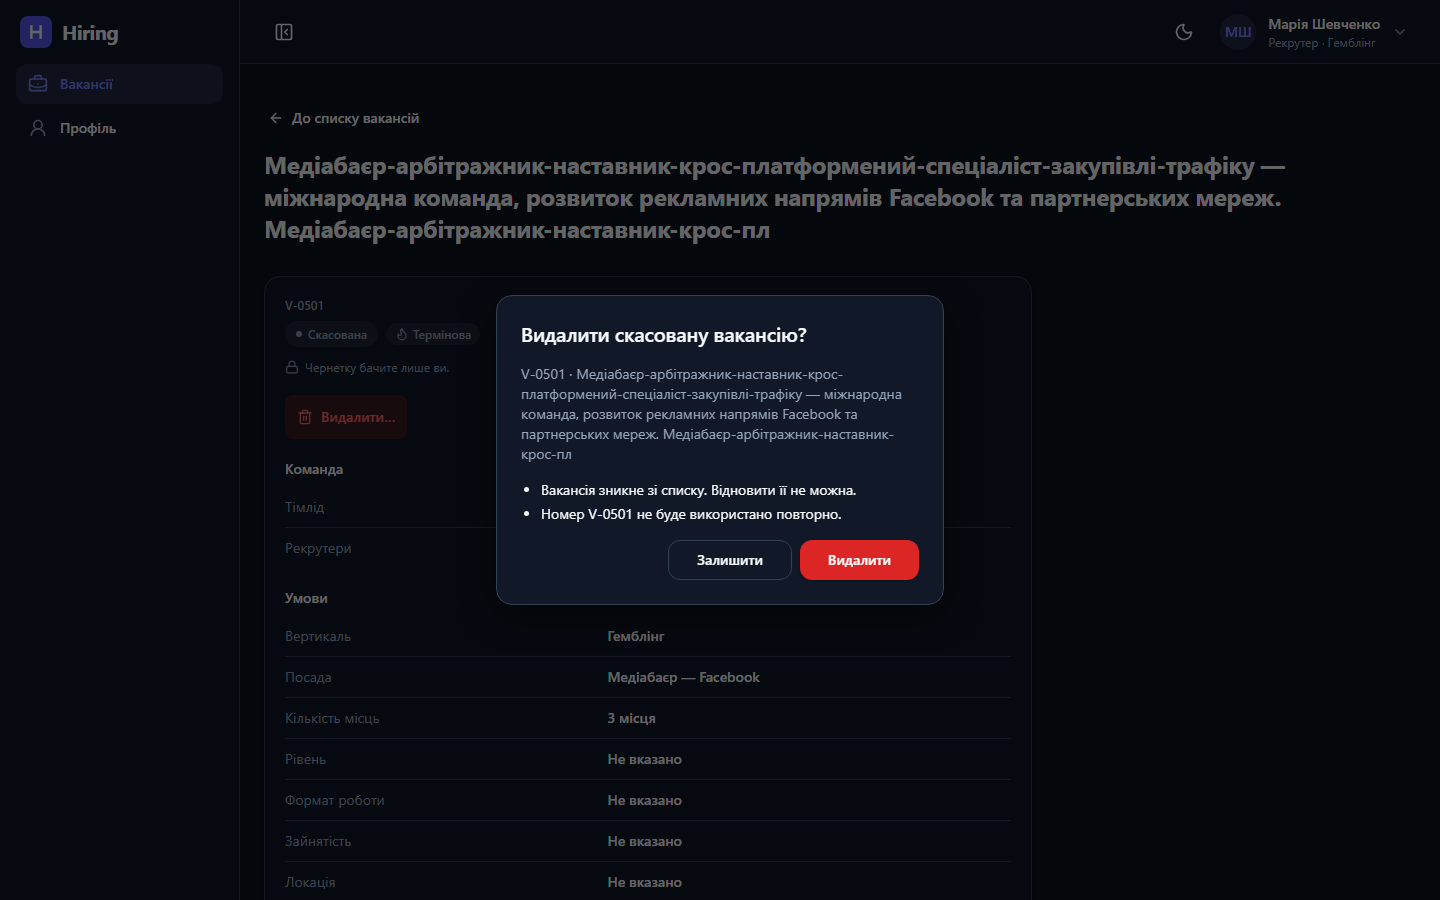 H Hiring
Вакансії
Профіль
МШ
Марія Шевченко
Рекрутер · Гемблінг
До списку вакансій
Медіабаєр-арбітражник-наставник-крос-платформений-спеціаліст-закупівлі-трафіку —
міжнародна команда, розвиток рекламних напрямів Facebook та партнерських мереж.
Медіабаєр-арбітражник-наставник-крос-пл
V-0501
Скасована
Термінова
Чернетку бачите лише ви.
Видалити...
Команда
Тімлід
Рекрутери
Умови
Вертикаль
Гемблінг
Посада
Медіабаєр — Facebook
Кількість місць
3 місця
Рівень
Не вказано
Формат роботи
Не вказано
Зайнятість
Не вказано
Локація
Не вказано
Видалити скасовану вакансію?
V-0501 · Медіабаєр-арбітражник-наставник-крос-
платформений-спеціаліст-закупівлі-трафіку — міжнародна
команда, розвиток рекламних напрямів Facebook та
партнерських мереж. Медіабаєр-арбітражник-наставник-
крос-пл
Вакансія зникне зі списку. Відновити її не можна.
Номер V-0501 не буде використано повторно.
Залишити
Видалити